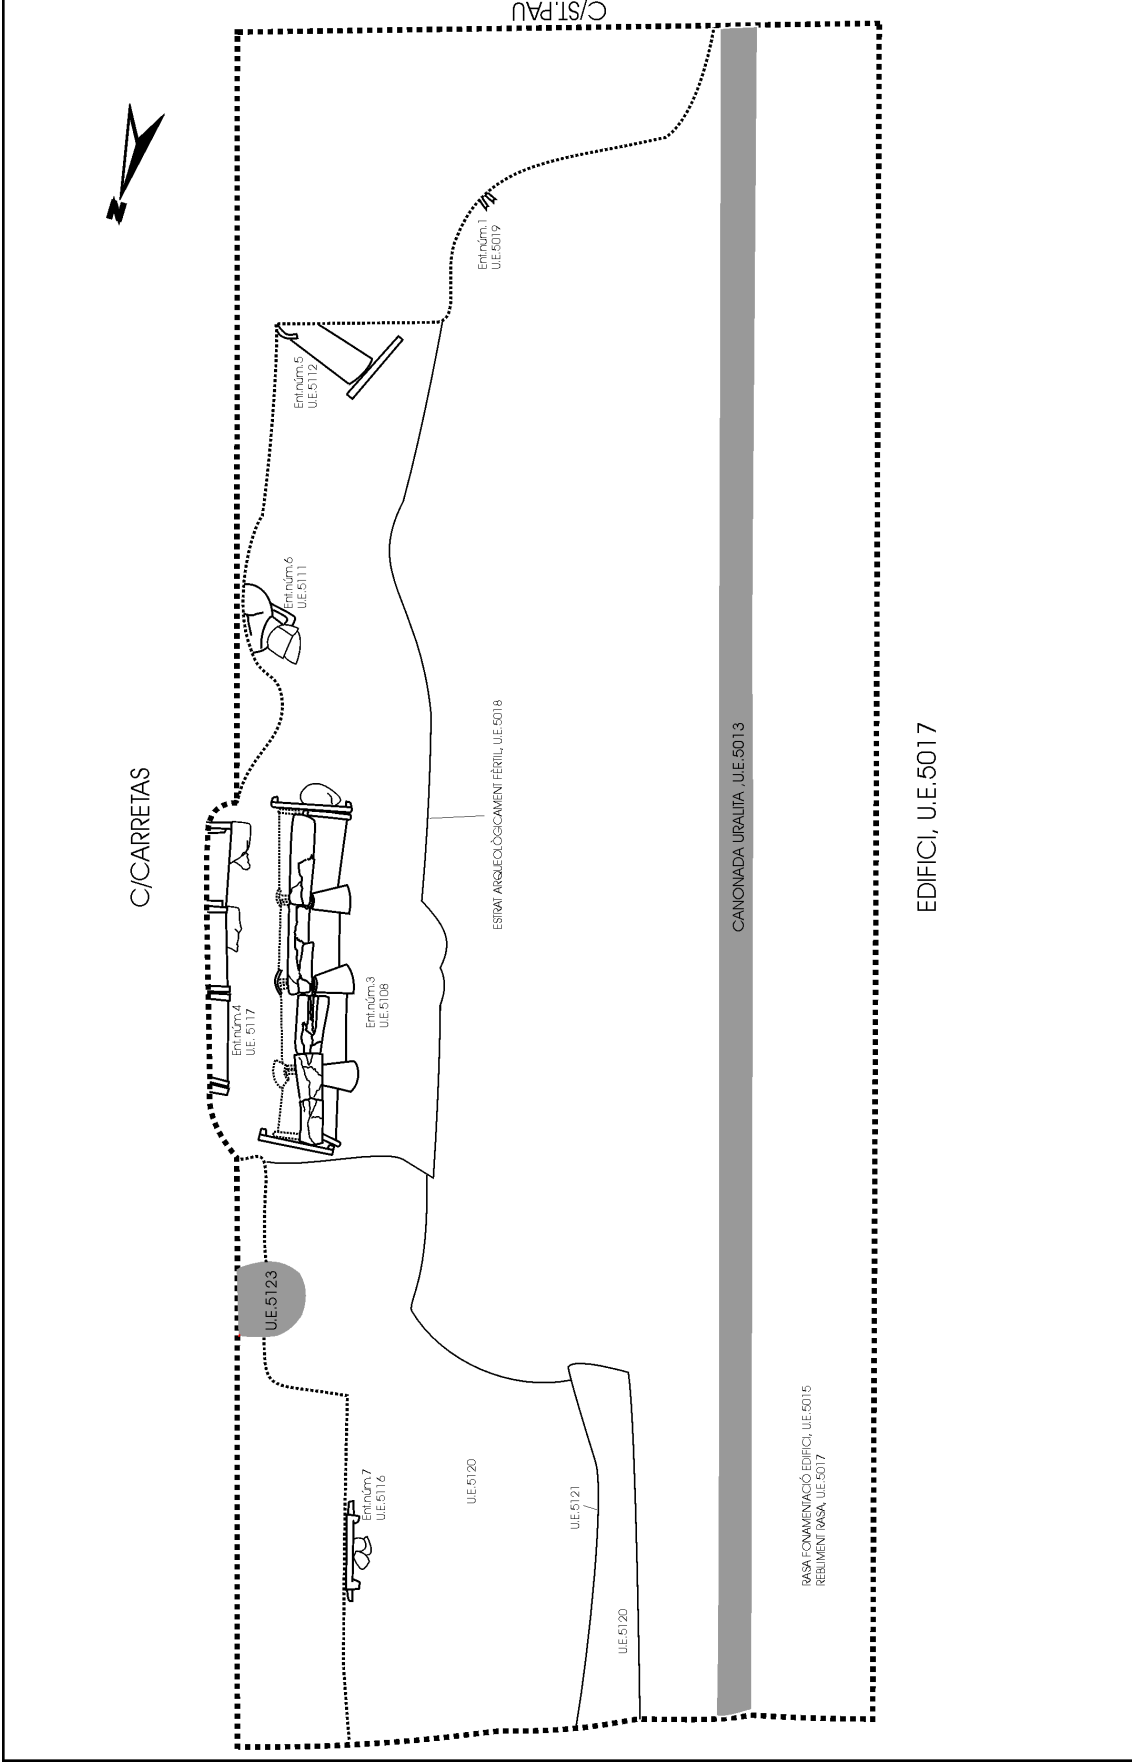 C/ST.PAU
N
Ent.núm.1
U.E.5019
Ent.núm.5
U.E.5112
Ent.núm.6
U.E.5111
C/CARRETAS
ESTRAT ARQUEOLÒGICAMENT FÈRTIL, U.E.5018
CANONADA URALITA ,U.E.5013
EDIFICI, U.E.5017
Ent.núm.4
U.E. 5117
Ent.núm.3
U.E.5108
U.E.5123
Ent.núm.7
U.E.5116
U.E.5120
U.E.5121
U.E.5120
RASA FONAMENTACIÓ EDIFICI, U.E.5015
REBLIMENT RASA, U.E.5017